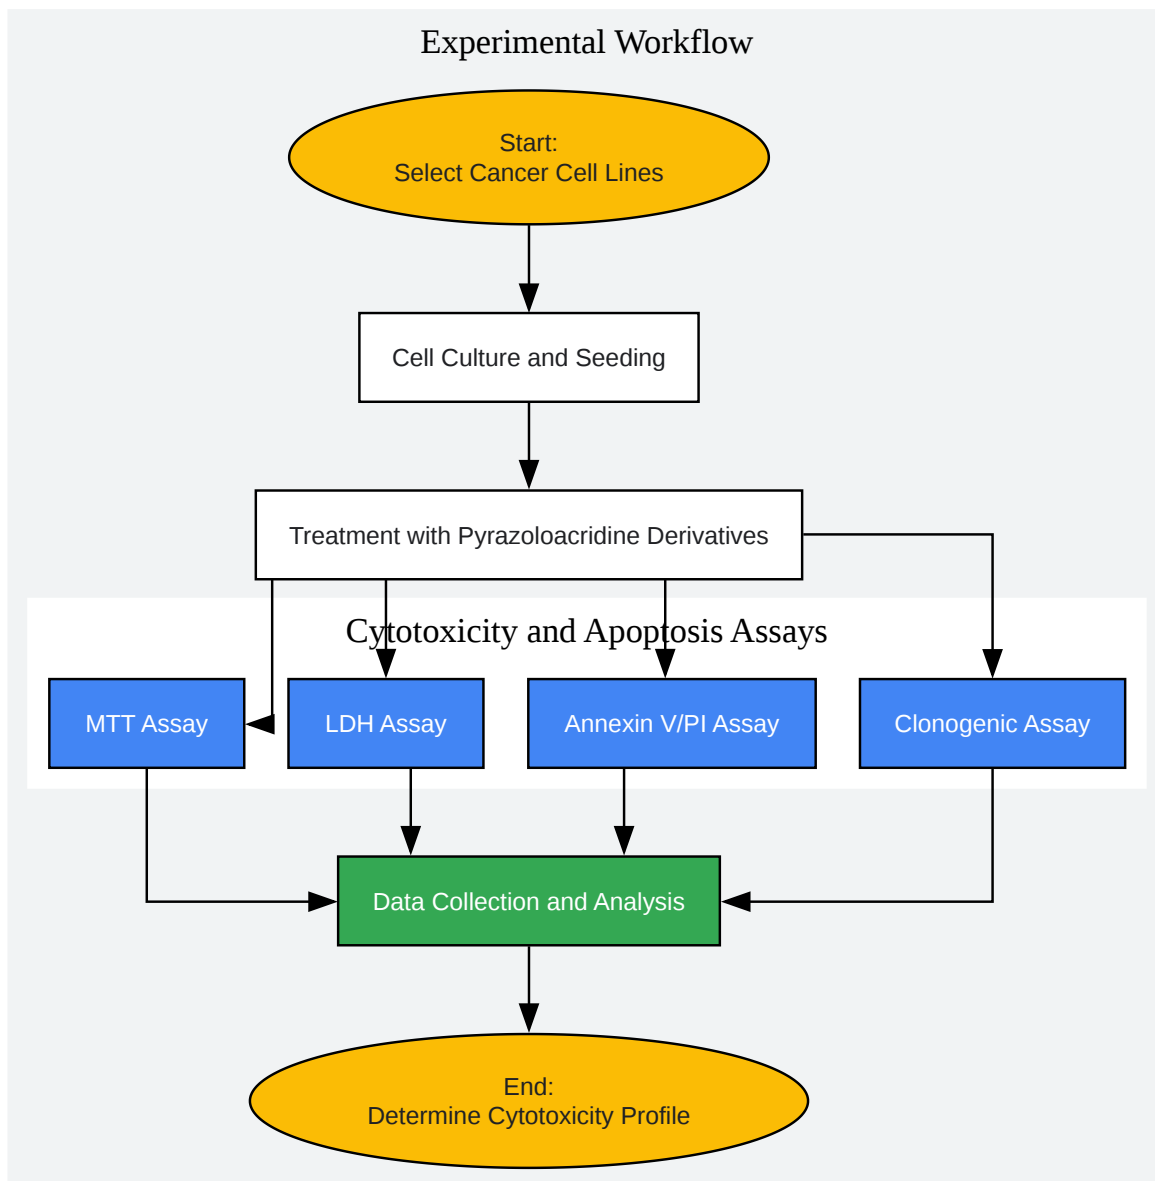 Experimental Workflow
Start:
Select Cancer Cell Lines
Cell Culture and Seeding
Treatment with Pyrazoloacridine Derivatives
Cytotoxicity and Apoptosis Assays
MTT Assay
LDH Assay
Annexin V/PI Assay
Clonogenic Assay
Data Collection and Analysis
End:
Determine Cytotoxicity Profile